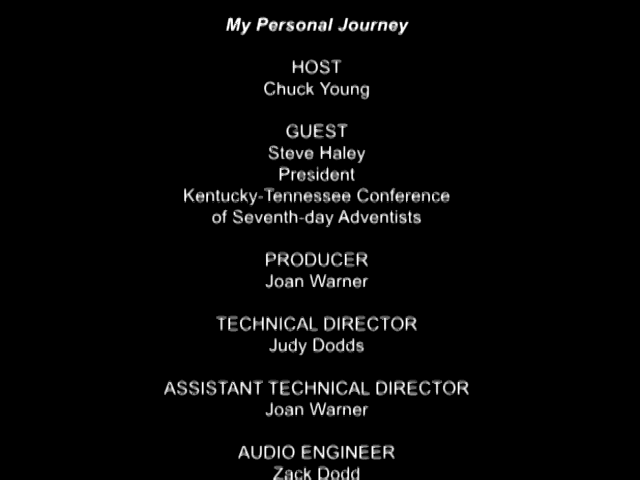 My Personal Journey
HOST
Chuck Young
GUEST
Steve Haley
President
Kentucky-Tennessee Conference
of Seventh-day Adventists
PRODUCER
Joan Warner
TECHNICAL DIRECTOR
Judy Dodds
ASSISTANT TECHNICAL DIRECTOR
Joan Warner
AUDIO ENGINEER
Zack Dodd